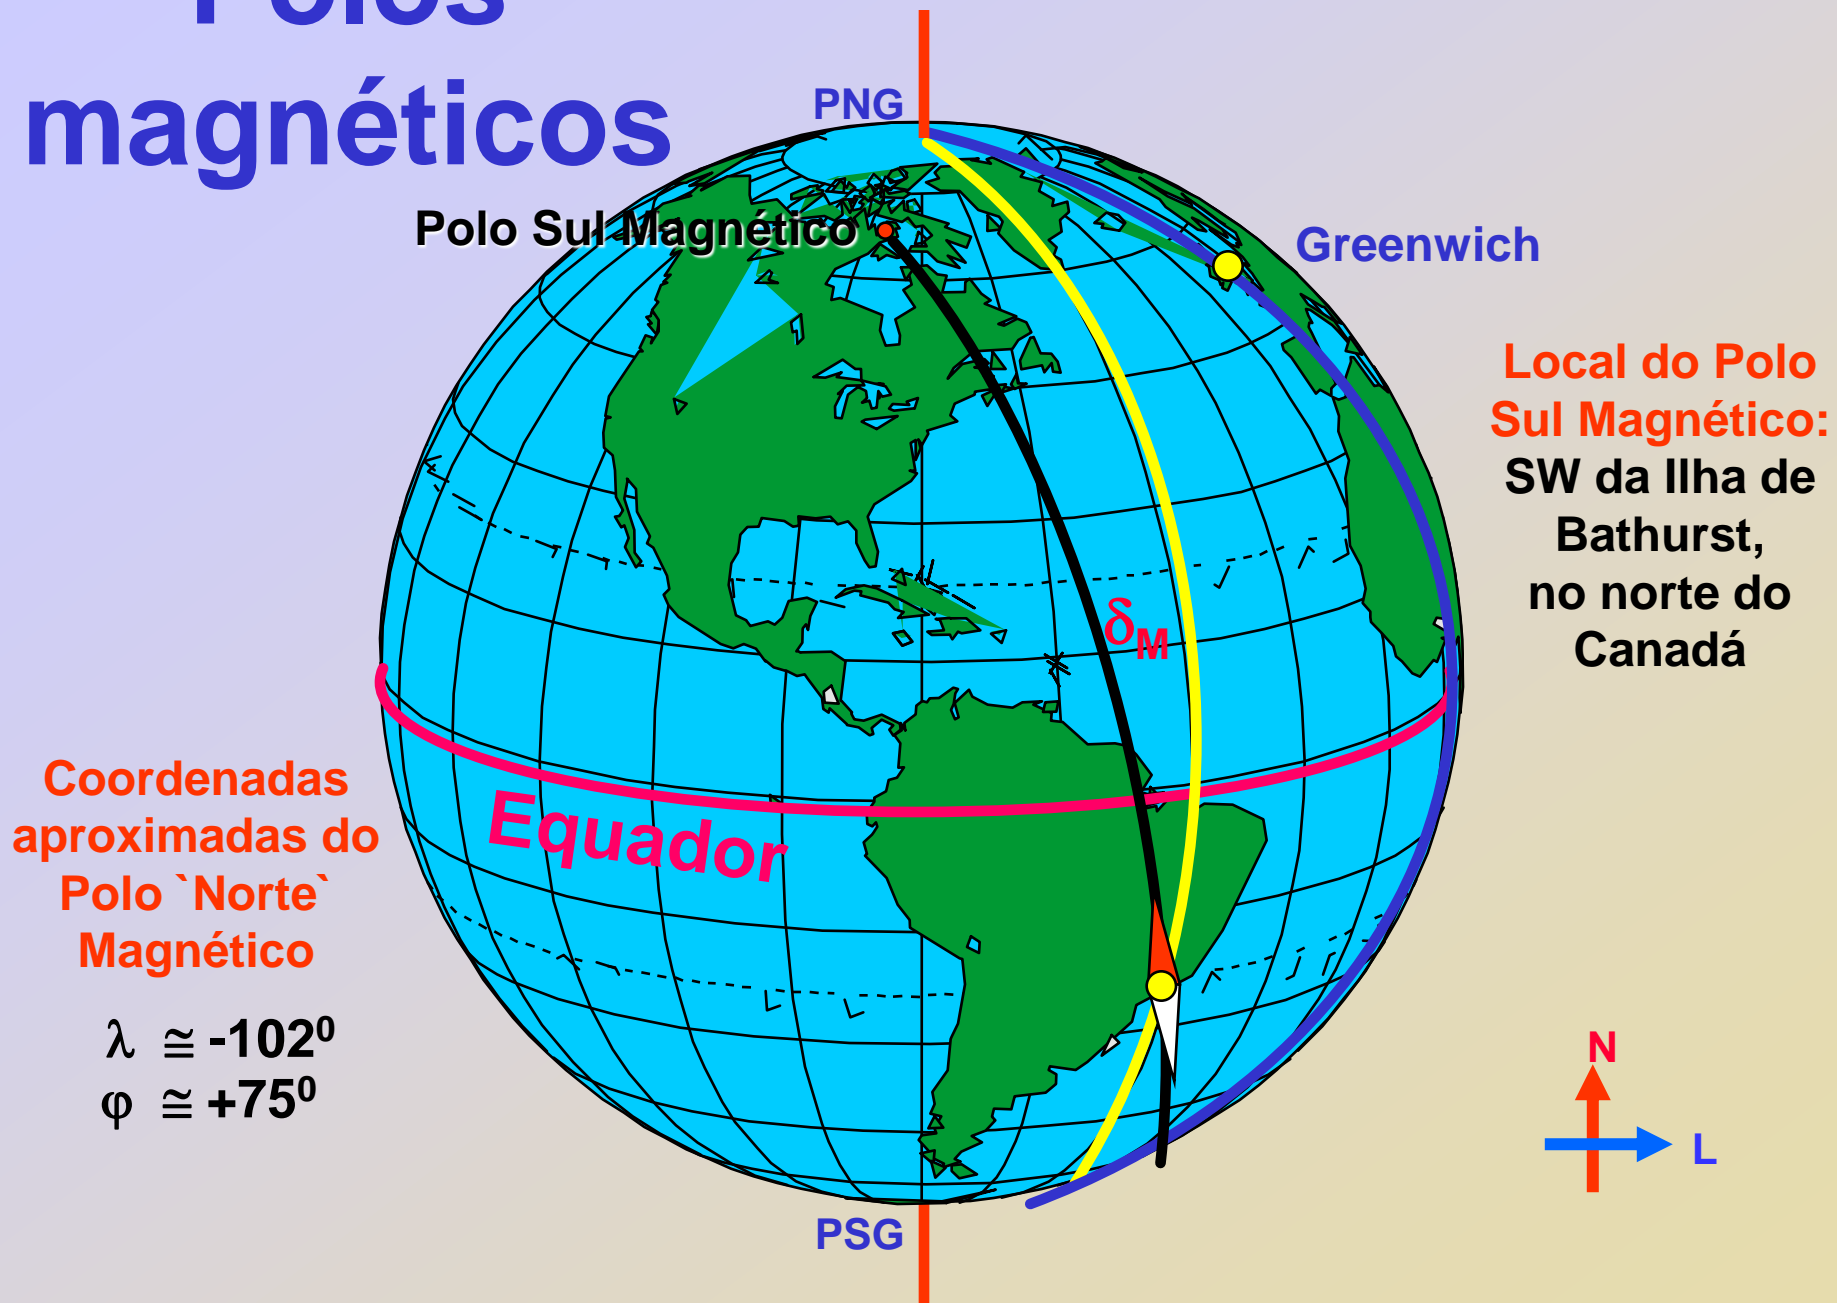 Polos
magnéticos
PNG
Polo Sul Magnético
Greenwich
Local do Polo
Sul Magnético:
SW da Ilha de
Bathurst,
no norte do
Canadá
δM
Equador
Coordenadas
aproximadas do
Polo `Norte`
Magnético
λ ≅ -102⁰
φ ≅ +75⁰
N
L
PSG